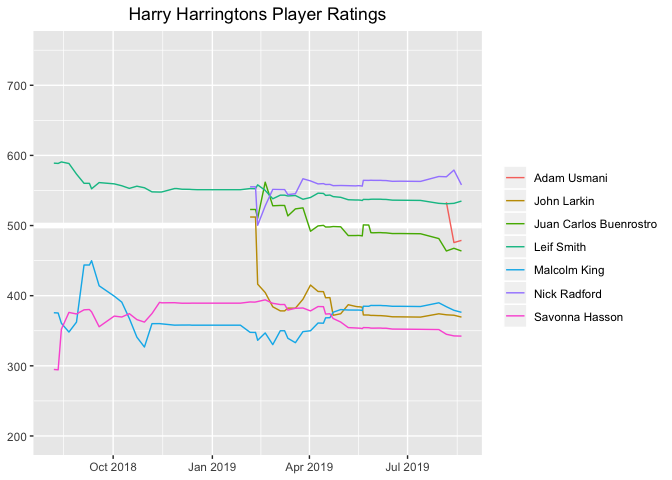 Harry Harringtons Player Ratings
700
600
500
400
300
200
Oct 2018
Jan 2019
Apr 2019
Jul 2019
Adam Usmani
John Larkin
Juan Carlos Buenrostro
Leif Smith
Malcolm King
Nick Radford
Savonna Hasson